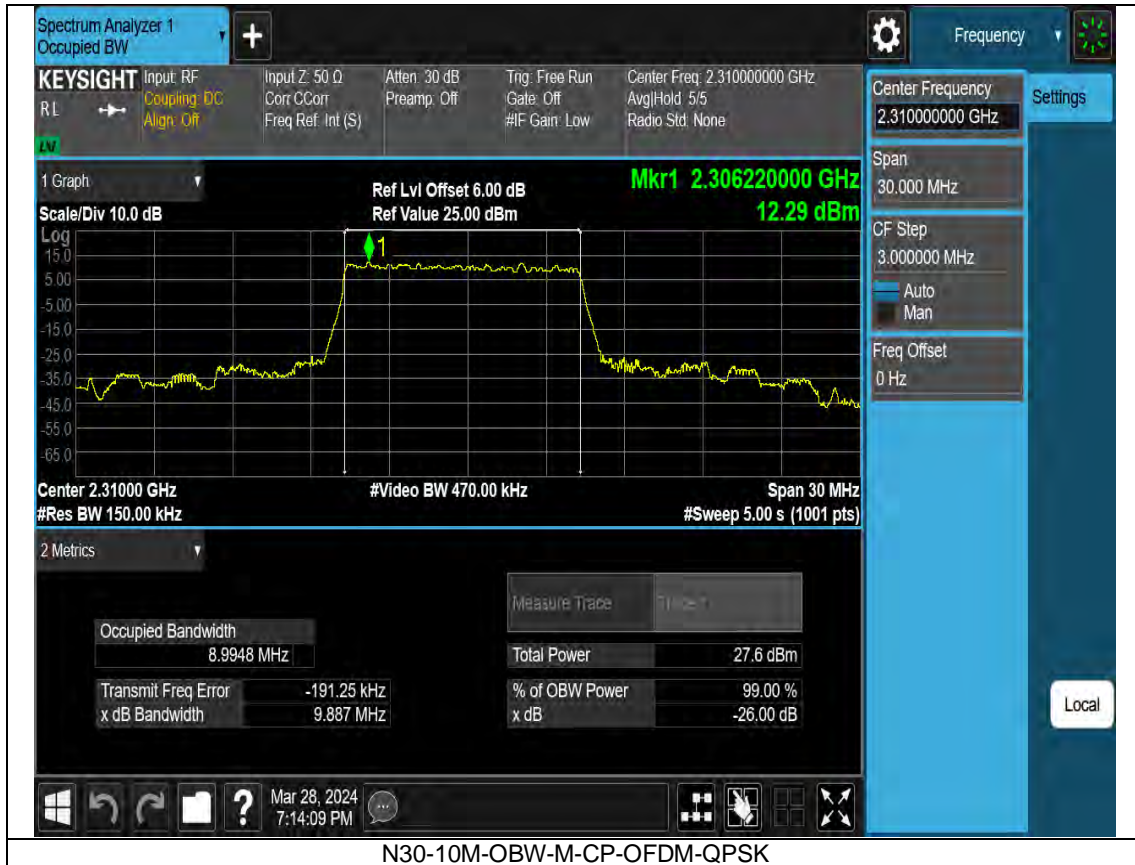 Spectrum Analyzer 1
Occupied BW
+
Frequency
KEYSIGHT
RL
Input: RF
Coupling: DC
Align: Off
Input Z: 50 Ω
Corr CCorr
Freq Ref: Int (S)
Atten: 30 dB
Preamp: Off
Trig: Free Run
Gate: Off
#IF Gain: Low
Center Freq: 2.310000000 GHz
Avg|Hold: 5/5
Radio Std: None
Center Frequency
2.310000000 GHz
Settings
Span
30.000 MHz
CF Step
3.000000 MHz
Auto
Man
Freq Offset
0 Hz
1 Graph
Scale/Div 10.0 dB
Ref Lvl Offset 6.00 dB
Ref Value 25.00 dBm
Mkr1 2.306220000 GHz
12.29 dBm
Log
15.0
5.00
-5.00
-15.0
-25.0
-35.0
-45.0
-55.0
-65.0
1
Center 2.31000 GHz
#Res BW 150.00 kHz
#Video BW 470.00 kHz
Span 30 MHz
#Sweep 5.00 s (1001 pts)
2 Metrics
Measure Trace
Occupied Bandwidth
8.9948 MHz
Total Power 27.6 dBm
Transmit Freq Error -191.25 kHz
% of OBW Power 99.00 %
x dB Bandwidth 9.887 MHz
x dB -26.00 dB
Local
?
Mar 28, 2024
7:14:09 PM
N30-10M-OBW-M-CP-OFDM-QPSK